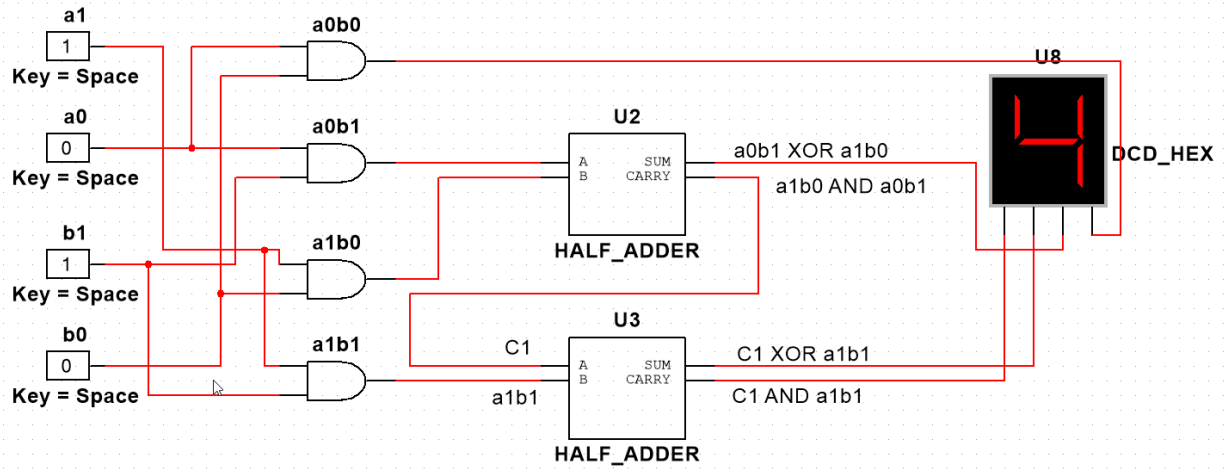 a1
1
Key = Space
a0
0
Key = Space
b1
1
Key = Space
b0
0
Key = Space
a0b0
a0b1
a1b0
a1b1
U2
A SUM
B CARRY
HALF_ADDER
a0b1 XOR a1b0
a1b0 AND a0b1
C1
a1b1
U3
A SUM
B CARRY
HALF_ADDER
C1 XOR a1b1
C1 AND a1b1
U8
4
DCD_HEX